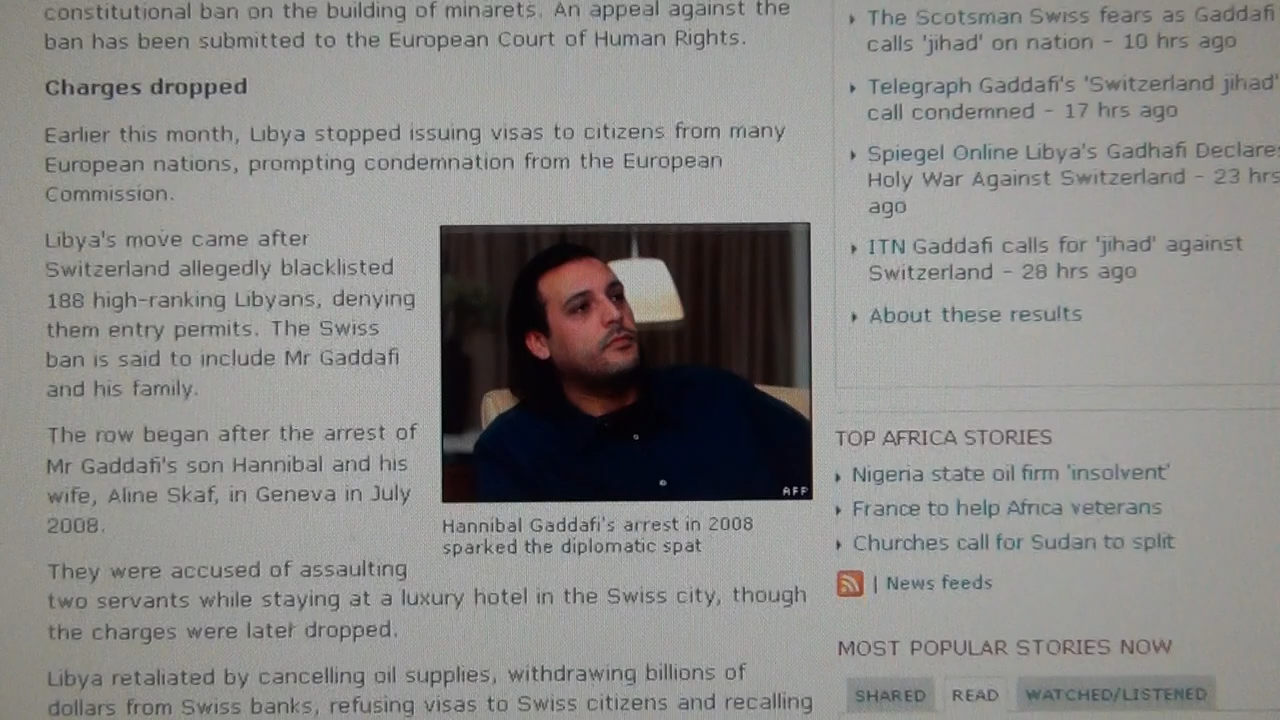 constitutional ban on the building of minarets. An appeal against the
ban has been submitted to the European Court of Human Rights.
Charges dropped
Earlier this month, Libya stopped issuing visas to citizens from many
European nations, prompting condemnation from the European
Commission.
Libya's move came after
Switzerland allegedly blacklisted
188 high-ranking Libyans, denying
them entry permits. The Swiss
ban is said to include Mr Gaddafi
and his family.
The row began after the arrest of
Mr Gaddafi's son Hannibal and his
wife, Aline Skaf, in Geneva in July
2008.
AFP
Hannibal Gaddafi's arrest in 2008
sparked the diplomatic spat
They were accused of assaulting
two servants while staying at a luxury hotel in the Swiss city, though
the charges were later dropped.
Libya retaliated by cancelling oil supplies, withdrawing billions of
dollars from Swiss banks, refusing visas to Swiss citizens and recalling
The Scotsman Swiss fears as Gaddafi
calls 'jihad' on nation - 10 hrs ago
Telegraph Gaddafi's 'Switzerland jihad'
call condemned - 17 hrs ago
Spiegel Online Libya's Gadhafi Declares
Holy War Against Switzerland - 23 hrs
ago
ITN Gaddafi calls for 'jihad' against
Switzerland - 28 hrs ago
About these results
TOP AFRICA STORIES
Nigeria state oil firm 'insolvent'
France to help Africa veterans
Churches call for Sudan to split
| News feeds
MOST POPULAR STORIES NOW
SHARED READ WATCHED/LISTENED